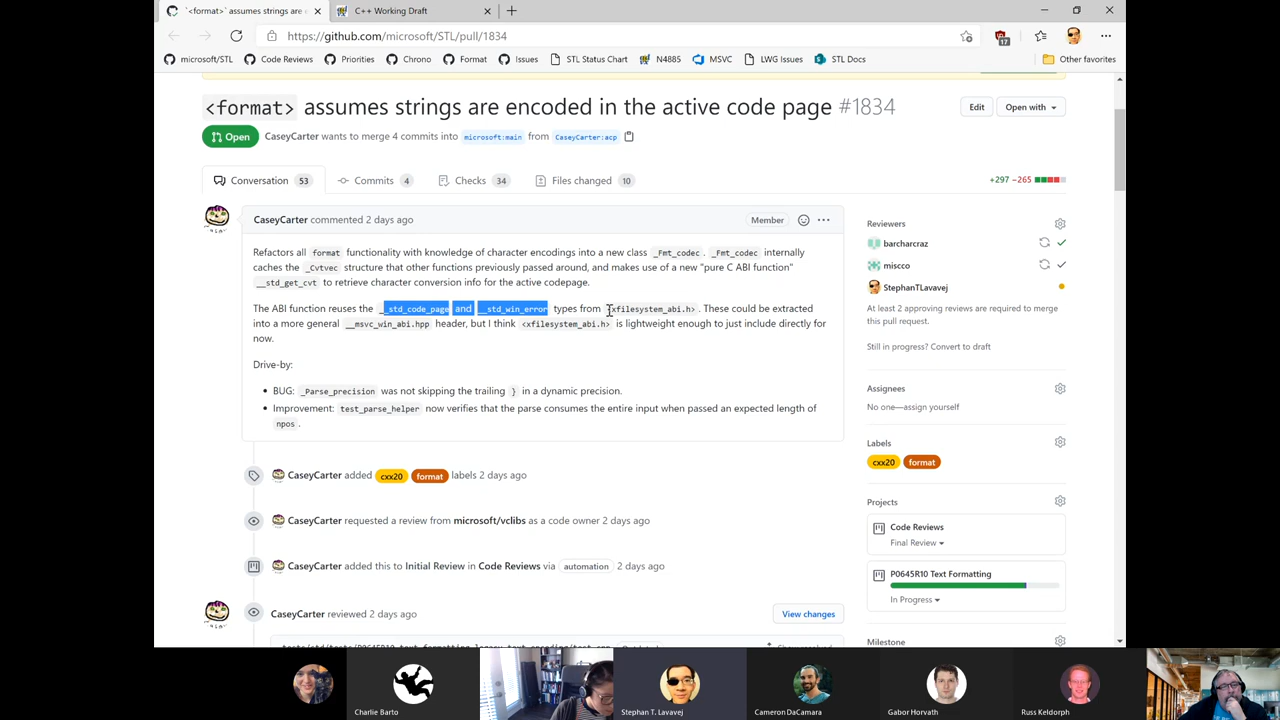 `<format>` assumes strings are e
C++ Working Draft
https://github.com/microsoft/STL/pull/1834
17
microsoft/STL Code Reviews Priorities Chrono Format Issues STL Status Chart N4885 MSVC LWG Issues STL Docs Other favorites
<format> assumes strings are encoded in the active code page #1834
Edit Open with
Open CaseyCarter wants to merge 4 commits into microsoft:main from CaseyCarter:acp
Conversation 53 Commits 4 Checks 34 Files changed 10 +297 −265
CaseyCarter commented 2 days ago Member
Refactors all format functionality with knowledge of character encodings into a new class _Fmt_codec. _Fmt_codec internally
caches the _Cvtvec structure that other functions previously passed around, and makes use of a new "pure C ABI function"
__std_get_cvt to retrieve character conversion info for the active codepage.
The ABI function reuses the __std_code_page and __std_win_error types from <xfilesystem_abi.h>. These could be extracted
into a more general __msvc_win_abi.hpp header, but I think <xfilesystem_abi.h> is lightweight enough to just include directly for
now.
Drive-by:
• BUG: _Parse_precision was not skipping the trailing } in a dynamic precision.
• Improvement: test_parse_helper now verifies that the parse consumes the entire input when passed an expected length of
npos.
CaseyCarter added cxx20 format labels 2 days ago
CaseyCarter requested a review from microsoft/vclibs as a code owner 2 days ago
CaseyCarter added this to Initial Review in Code Reviews via automation 2 days ago
CaseyCarter reviewed 2 days ago
View changes
Reviewers
barcharcraz
miscco
StephanTLavavej
At least 2 approving reviews are required to
merge this pull request.
Still in progress? Convert to draft
Assignees
No one—assign yourself
Labels
cxx20 format
Projects
Code Reviews
Final Review
P0645R10 Text Formatting
In Progress
Milestone
Charlie Barto
Stephan T. Lavavej
Cameron DaCamara
Gabor Horvath
Russ Keldorph